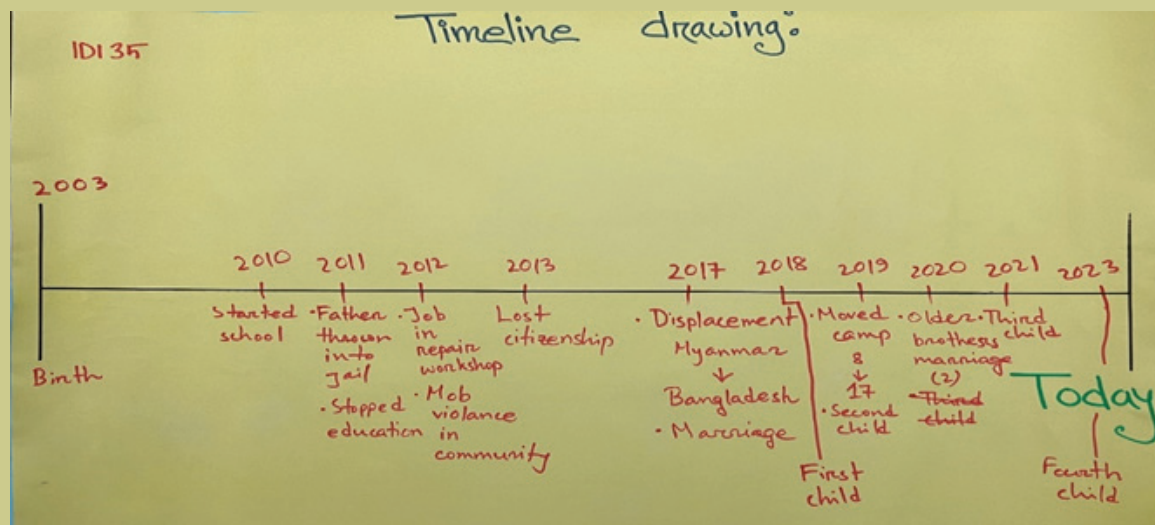 Timeline drawing:
IDI 35
2003
Birth
2010
Started
school
2011
• Father
thrown
into
Jail
• Stopped
education
2012
• Job
in
repair
workshop
• Mob
violance
in
community
2013
Lost
citizenship
2017
• Displacement
Myanmar
↓
Bangladesh
• Marriage
2018
First
child
2019
• Moved
camp
8
↓
17
• Second
child
2020
• Older
brothers
marriage
(2)
• Third
child
2021
• Third
child
2023
Today
Fourth
child